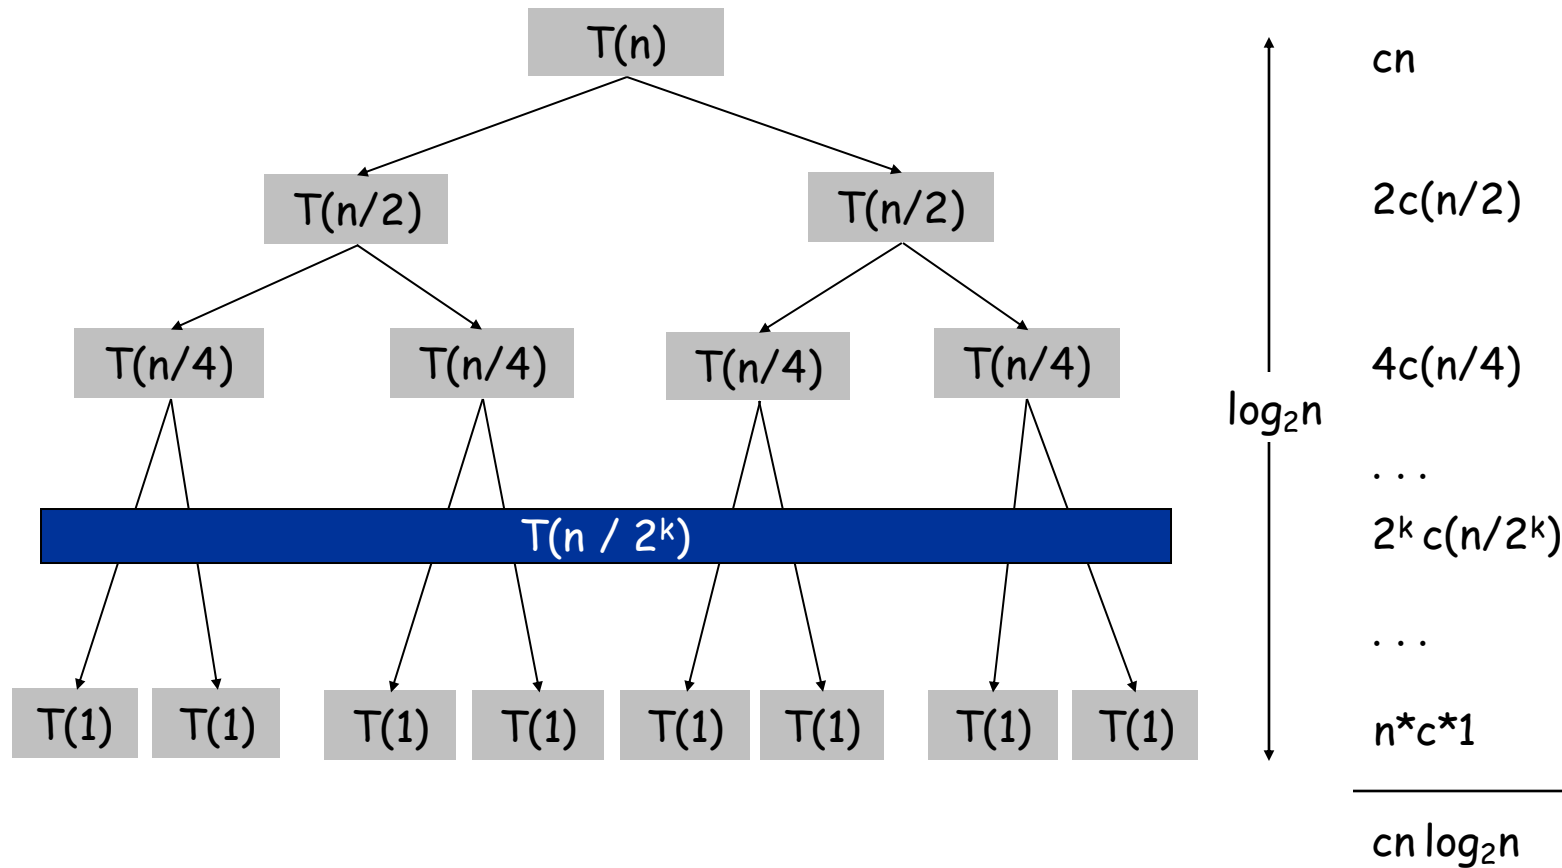 T(n)
cn
T(n/2) T(n/2) 2c(n/2)
T(n/4) T(n/4) T(n/4) T(n/4) 4c(n/4)
log₂n
. . .
T(n / 2ᵏ) 2ᵏ c(n/2ᵏ)
. . .
T(1) T(1) T(1) T(1) T(1) T(1) T(1) T(1) n*c*1
cn log₂n